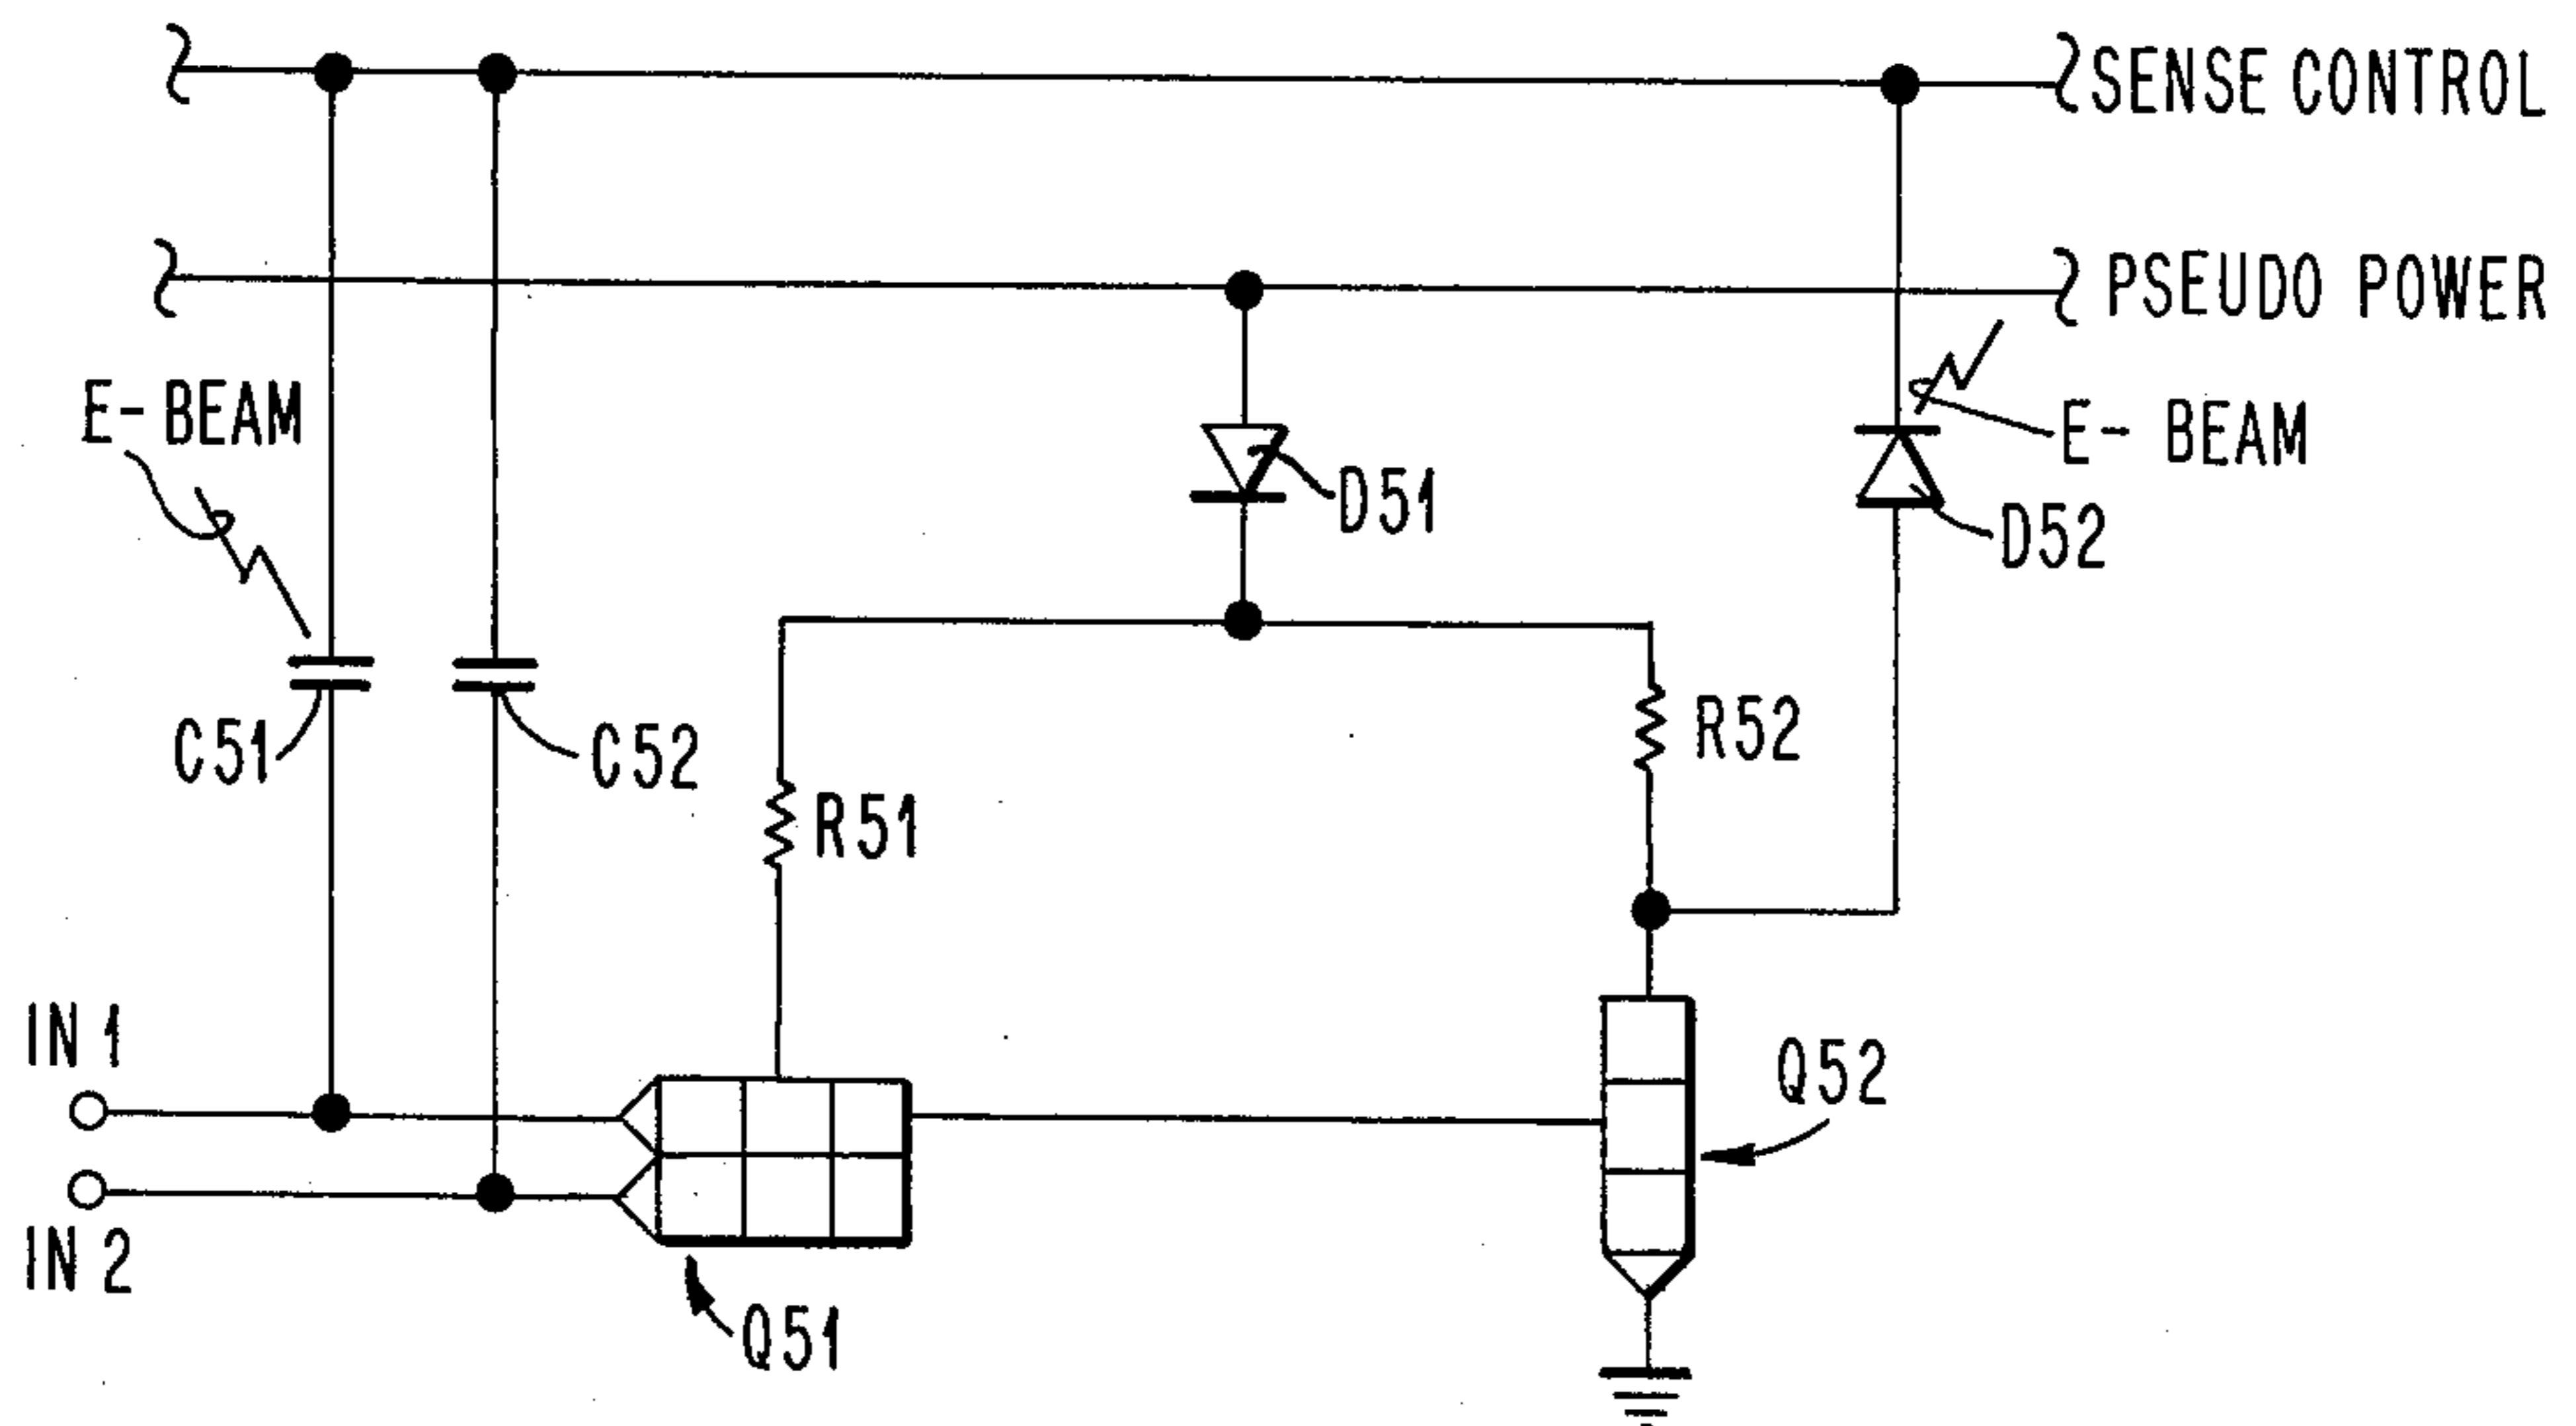 SENSE CONTROL
PSEUDO POWER
E- BEAM
E- BEAM
D51
D52
C51
C52
R51
R52
IN 1
IN 2
Q51
Q52